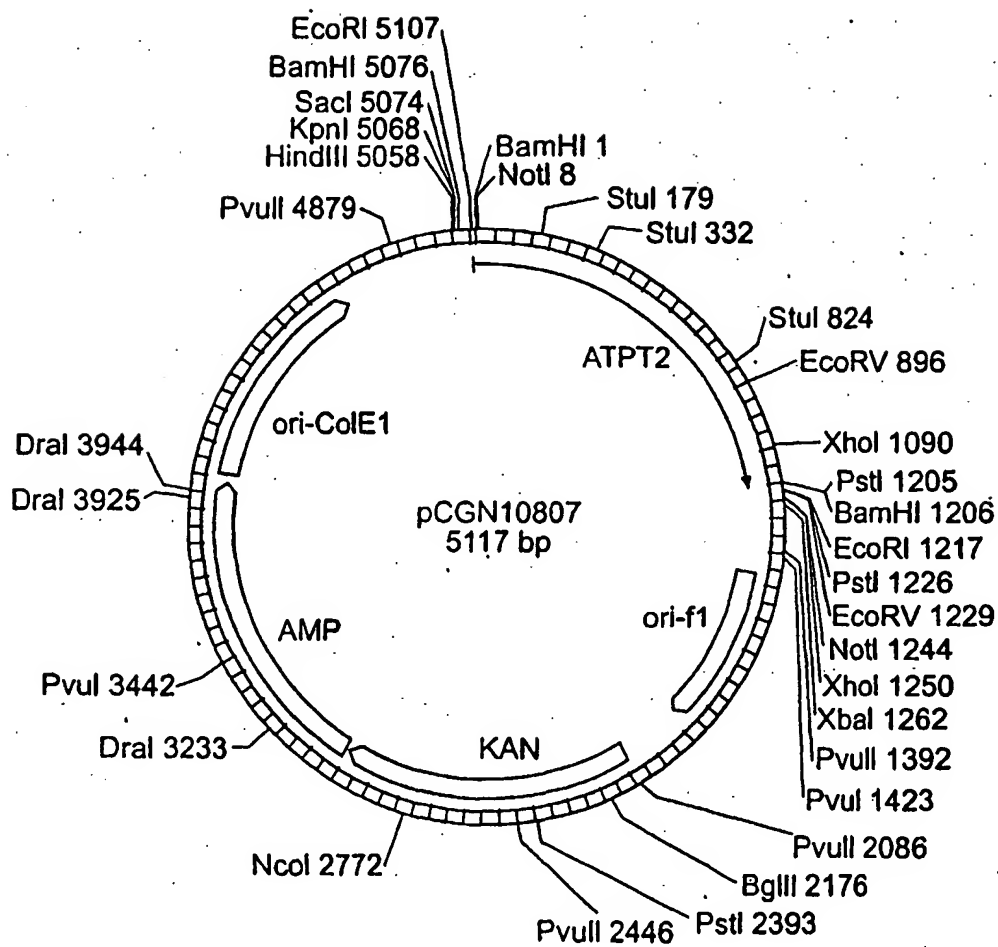 EcoRI 5107
BamHI 5076
SacI 5074
KpnI 5068
HindIII 5058
PvuII 4879
BamHI 1
NotI 8
StuI 179
StuI 332
StuI 824
EcoRV 896
XhoI 1090
PstI 1205
BamHI 1206
EcoRI 1217
PstI 1226
EcoRV 1229
NotI 1244
XhoI 1250
XbaI 1262
PvuII 1392
PvuI 1423
PvuII 2086
BglII 2176
PstI 2393
PvuII 2446
NcoI 2772
DraI 3233
PvuI 3442
DraI 3925
DraI 3944
ATPT2
ori-ColE1
pCGN10807
5117 bp
ori-f1
AMP
KAN